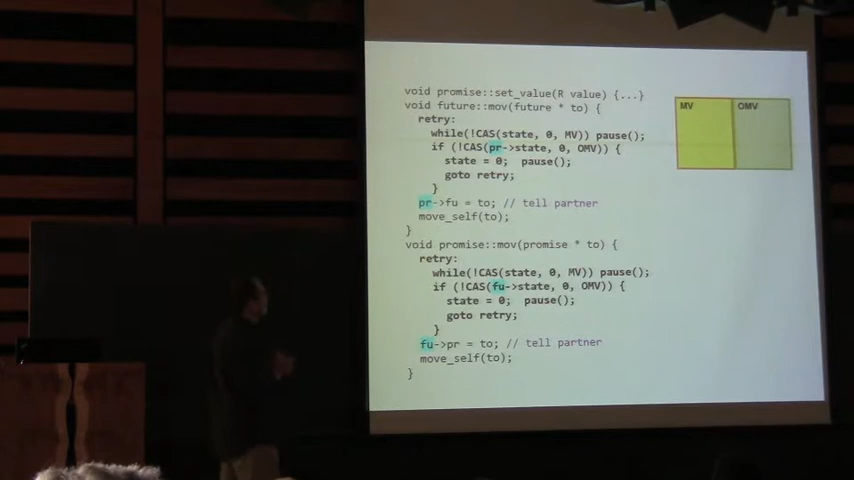 void promise::set_value(R value) {...}
void future::mov(future * to) {
retry:
while(!CAS(state, 0, MV)) pause();
if (!CAS(pr->state, 0, OMV)) {
state = 0; pause();
goto retry;
}
pr->fu = to; // tell partner
move_self(to);
}
void promise::mov(promise * to) {
retry:
while(!CAS(state, 0, MV)) pause();
if (!CAS(fu->state, 0, OMV)) {
state = 0; pause();
goto retry;
}
fu->pr = to; // tell partner
move_self(to);
}
MV OMV